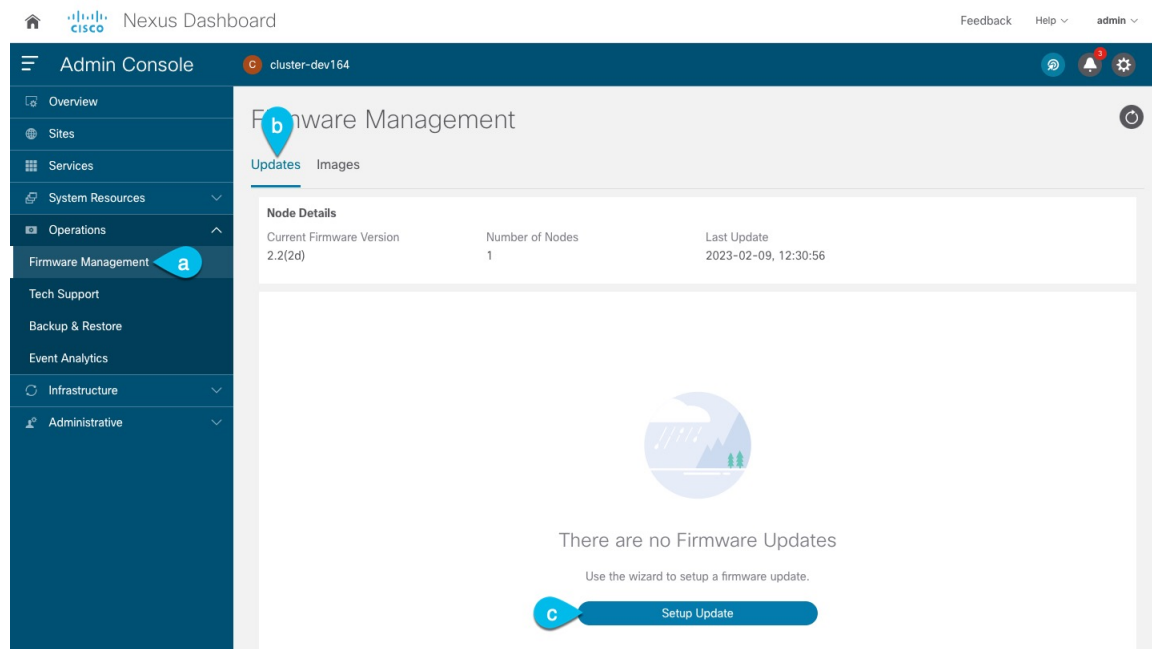 CISCO Nexus Dashboard
Feedback Help admin
Admin Console
C cluster-dev164
3
Overview
Sites
Services
System Resources
Operations
Firmware Management a
Tech Support
Backup & Restore
Event Analytics
Infrastructure
Administrative
Firmware Management
b
Updates Images
Node Details
Current Firmware Version Number of Nodes Last Update
2.2(2d) 1 2023-02-09, 12:30:56
There are no Firmware Updates
Use the wizard to setup a firmware update.
c Setup Update